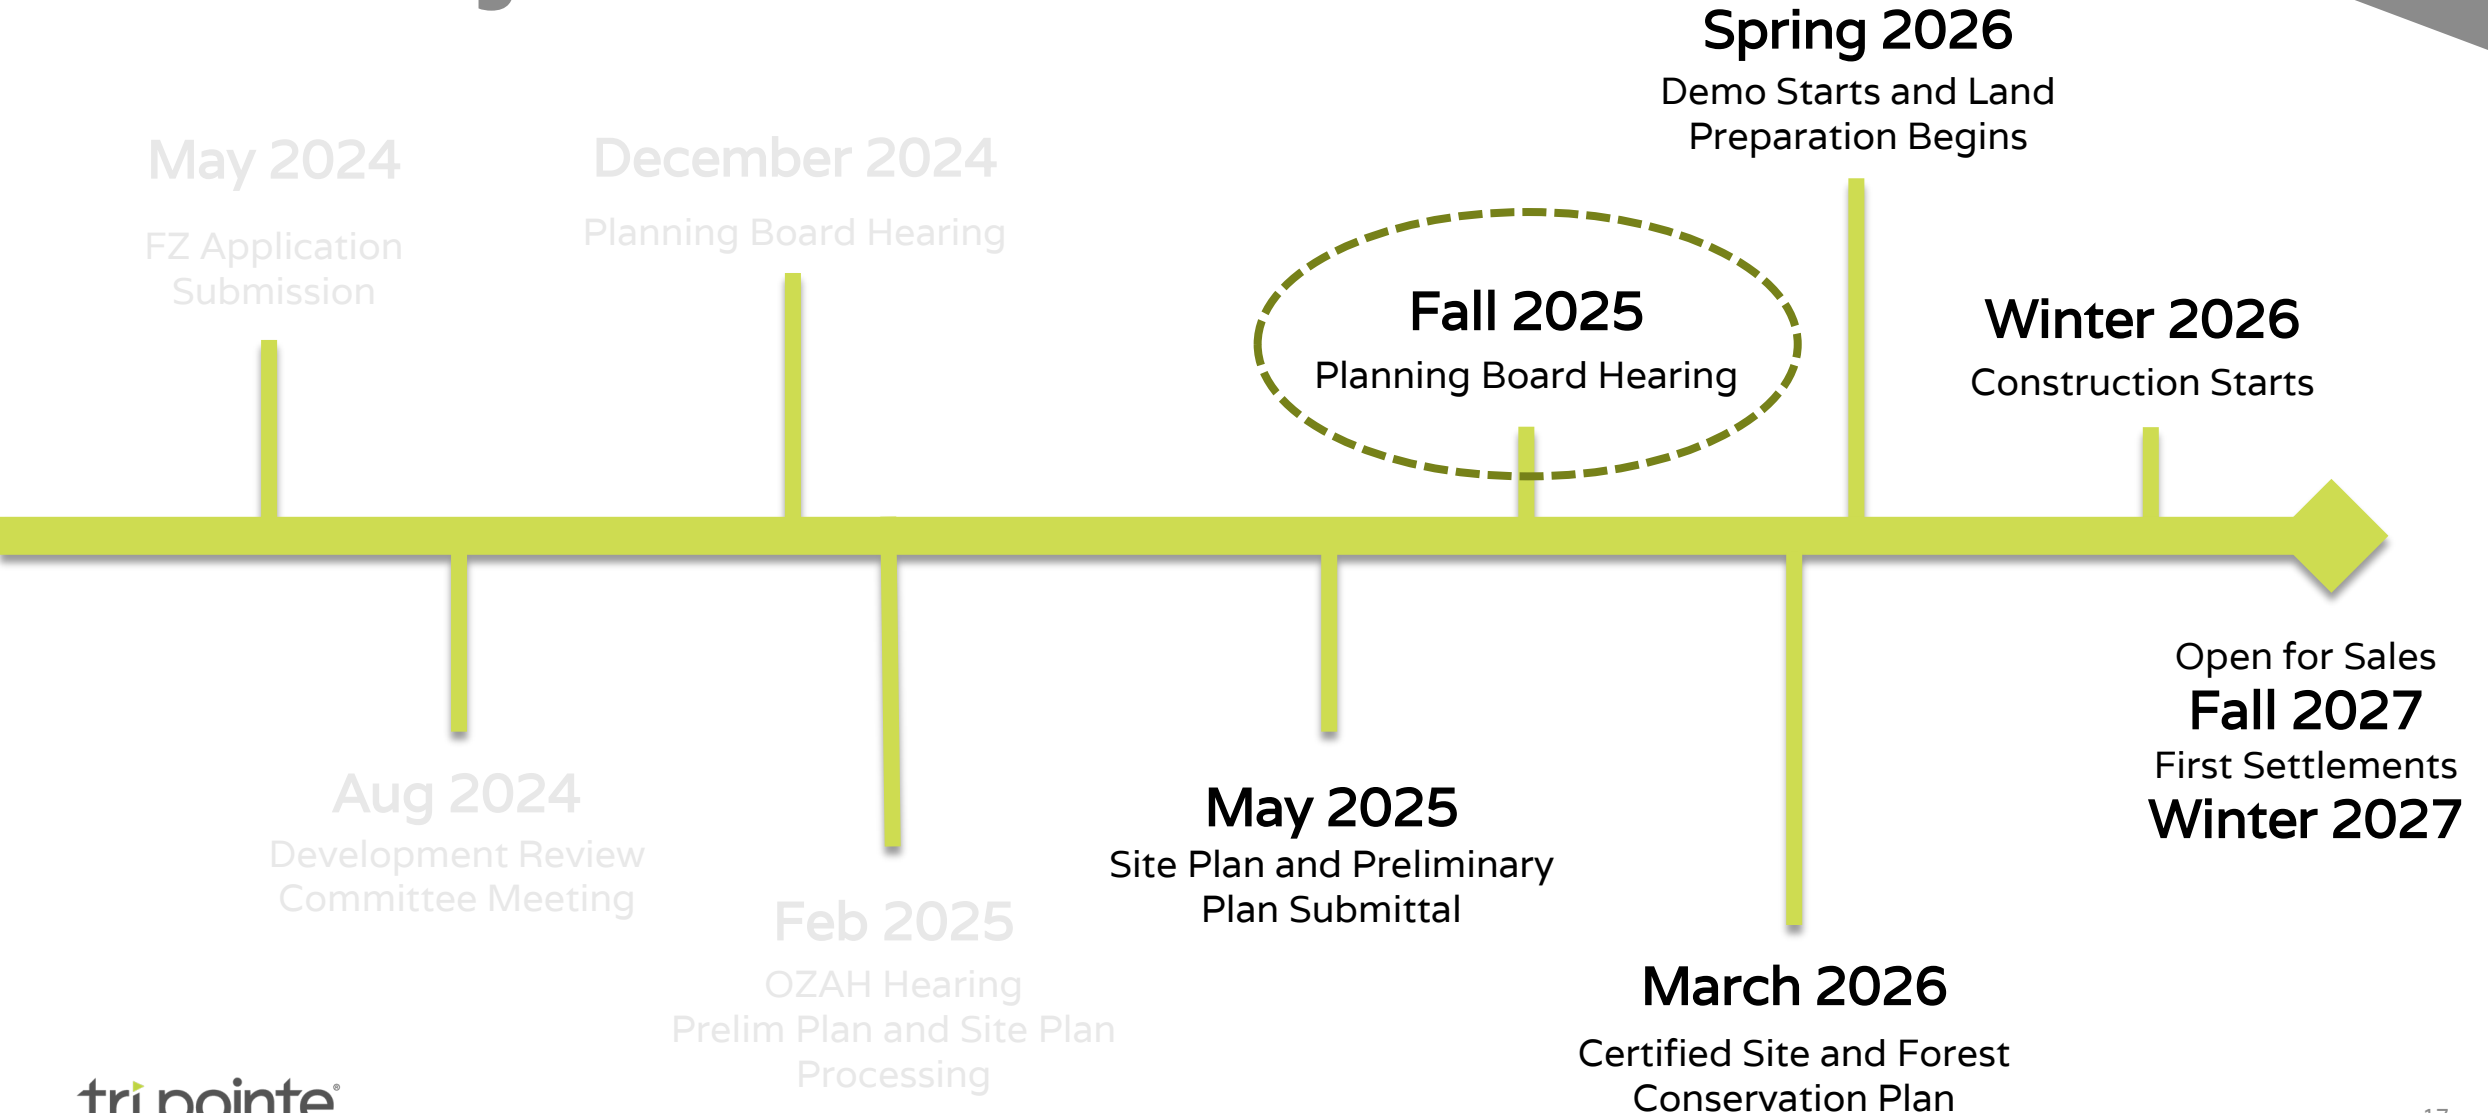 Spring 2026
Demo Starts and Land
Preparation Begins
May 2024
FZ Application
Submission
December 2024
Planning Board Hearing
Fall 2025
Planning Board Hearing
Winter 2026
Construction Starts
Aug 2024
Development Review
Committee Meeting
Feb 2025
OZAH Hearing
Prelim Plan and Site Plan
Processing
May 2025
Site Plan and Preliminary
Plan Submittal
March 2026
Certified Site and Forest
Conservation Plan
Open for Sales
Fall 2027
First Settlements
Winter 2027
tri pointe®
17